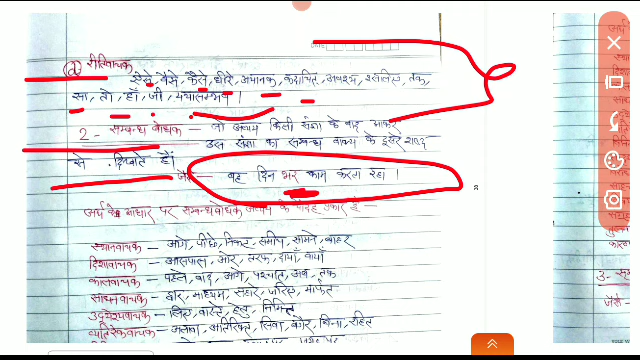 (d) रीतिवाचक
ऐसे, वैसे, कैसे, धीरे, अचानक, कदाचित्, अवश्य, इसलिए, तक,
सा, तो, हाँ, जी, यथासम्भव।
2- सम्बन्ध बोधक - जो अव्यय किसी संज्ञा के बाद आकर
उस संज्ञा का सम्बन्ध वाक्य के दूसरे शब्द
से दिखाते हों
जैसे - वह दिन भर काम करता रहा।
अर्थ के आधार पर सम्बन्धबोधक अव्यय के प्रकार हैं -
स्थानवाचक - आगे, पीछे, निकट, समीप, सामने, बाहर
दिशावाचक - आसपास, ओर, तरफ, दायाँ, बायाँ
कालवाचक - पहले, बाद, आगे, पश्चात, अब, तक
साधनवाचक - द्वारा, माध्यम, सहारे, जरिए, मार्फत
उद्देश्यवाचक - लिए, वास्ते, हेतु, निमित्त
व्यतिरेकवाचक - अलावा, अतिरिक्त, सिवा, बगैर, बिना, रहित
3-
जैसे